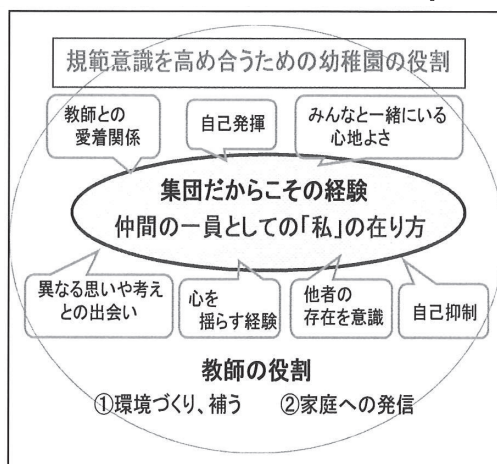 規範意識を高め合うための幼稚園の役割
教師との
愛着関係
自己発揮
みんなと一緒にいる
心地よさ
集団だからこその経験
仲間の一員としての「私」の在り方
異なる思いや考え
との出会い
心を
揺らす経験
他者の
存在を意識
自己抑制
教師の役割
①環境づくり、補う ②家庭への発信